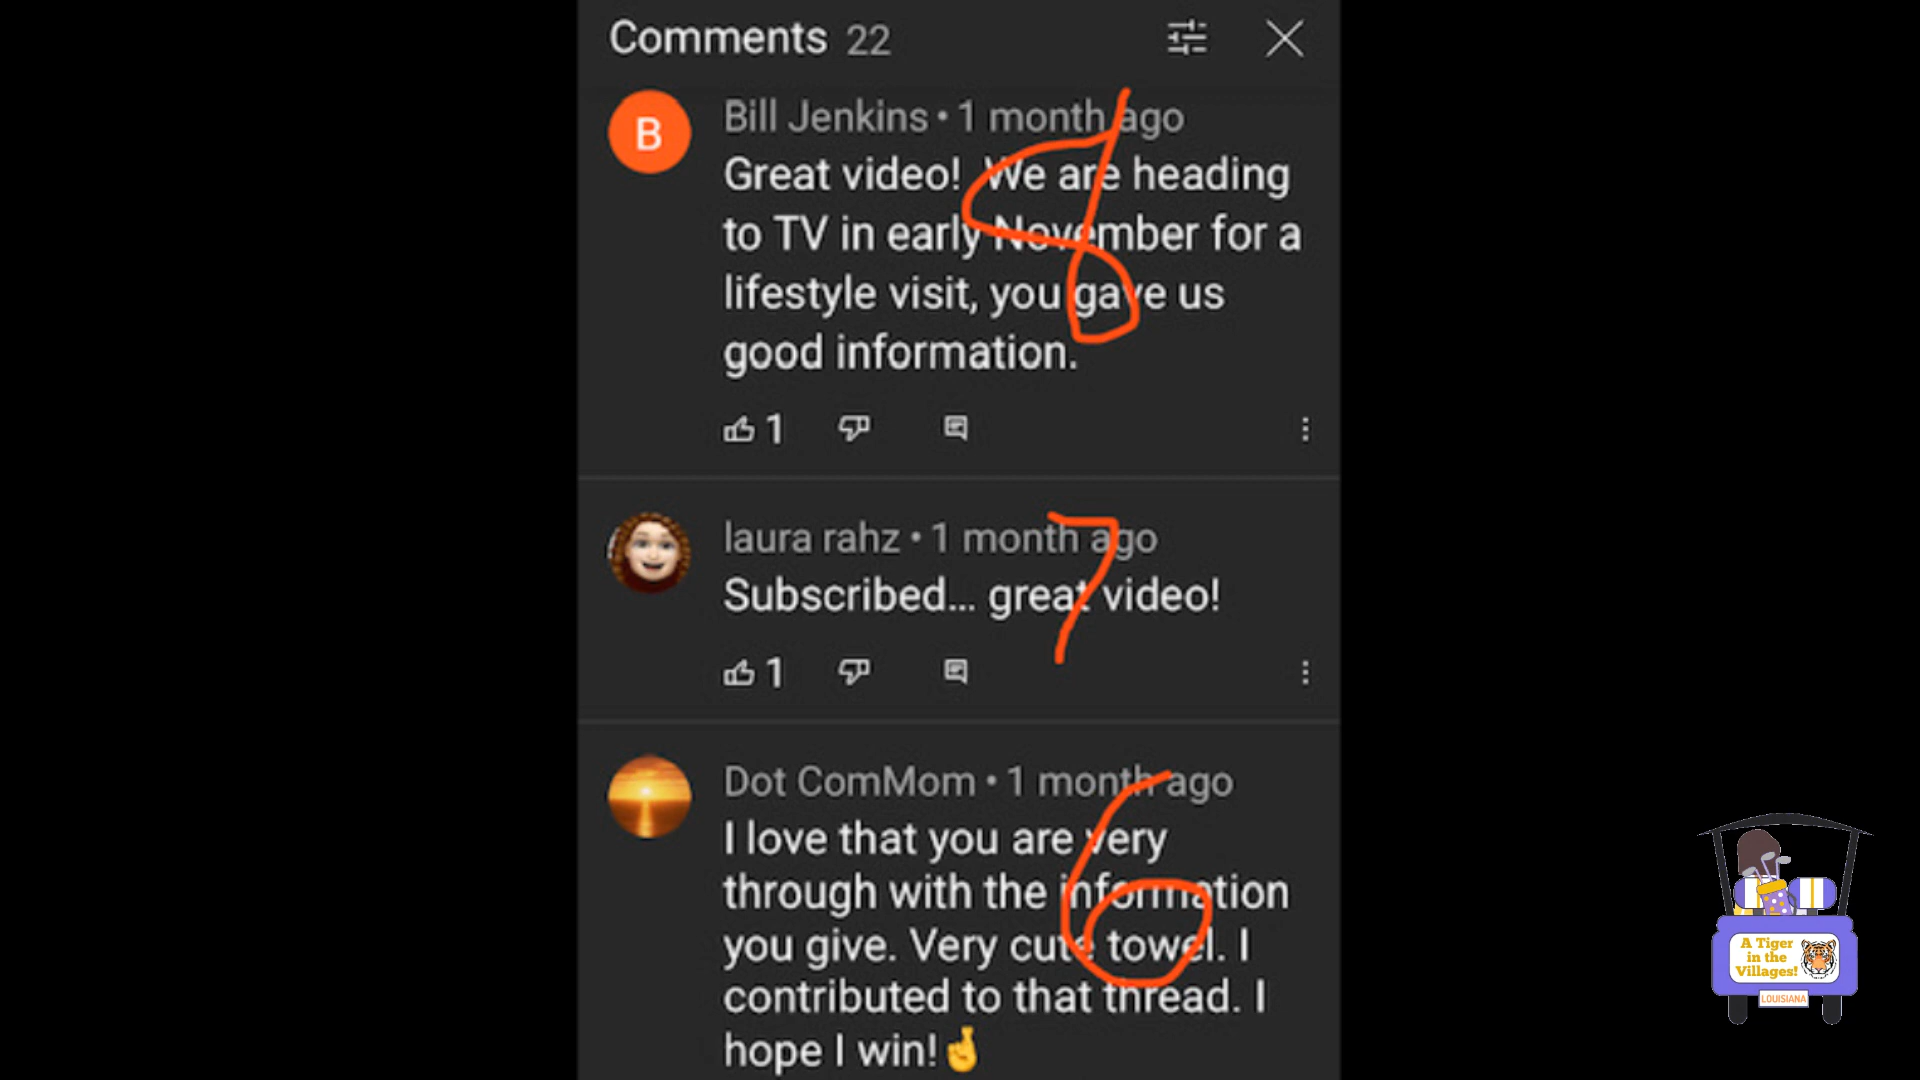 Comments 22
B
Bill Jenkins • 1 month ago
Great video! We are heading
to TV in early November for a
lifestyle visit, you gave us
good information.
8
1
laura rahz • 1 month ago
Subscribed... great video!
7
1
Dot ComMom • 1 month ago
I love that you are very
through with the information
you give. Very cute towel. I
contributed to that thread. I
hope I win!🤞
6
A Tiger
in the
Villages!
LOUISIANA